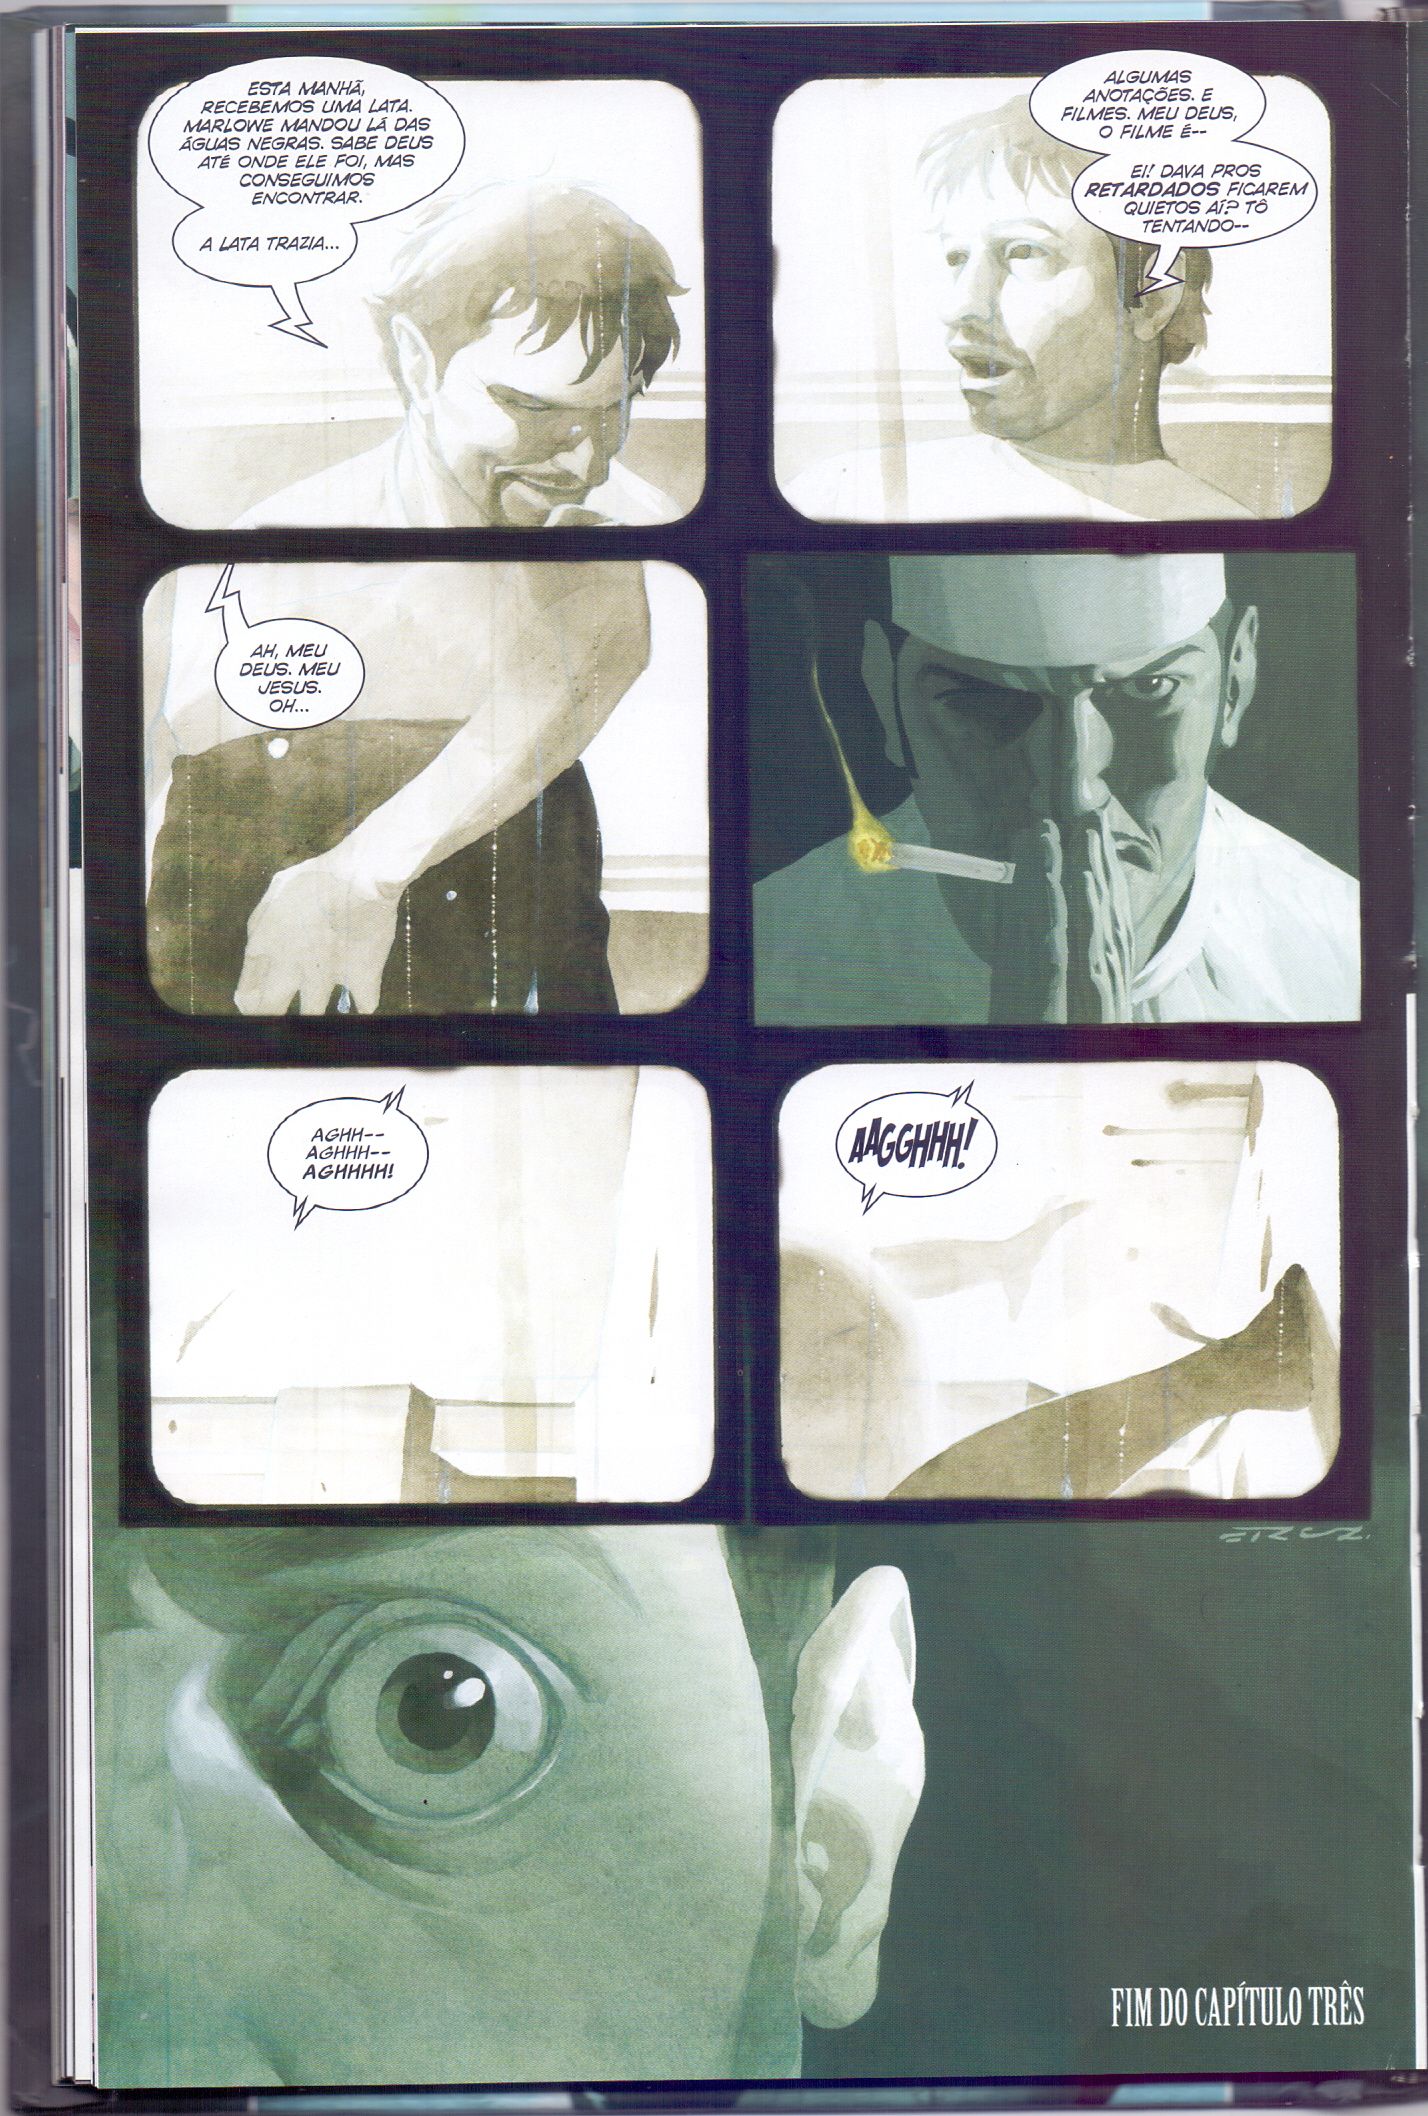 ESTA MANHÃ,
RECEBEMOS UMA LATA.
MARLOWE MANDOU LÁ DAS
ÁGUAS NEGRAS. SABE DEUS
ATÉ ONDE ELE FOI, MAS
CONSEGUIMOS
ENCONTRAR.
A LATA TRAZIA...
ALGUMAS
ANOTAÇÕES. E
FILMES. MEU DEUS,
O FILME É--
EI! DAVA PROS
RETARDADOS FICAREM
QUIETOS AÍ? TÔ
TENTANDO--
AH, MEU
DEUS. MEU
JESUS.
OH...
AGHH--
AGHHH--
AGHHHH!
AAGGHHH!
FIM DO CAPÍTULO TRÊS